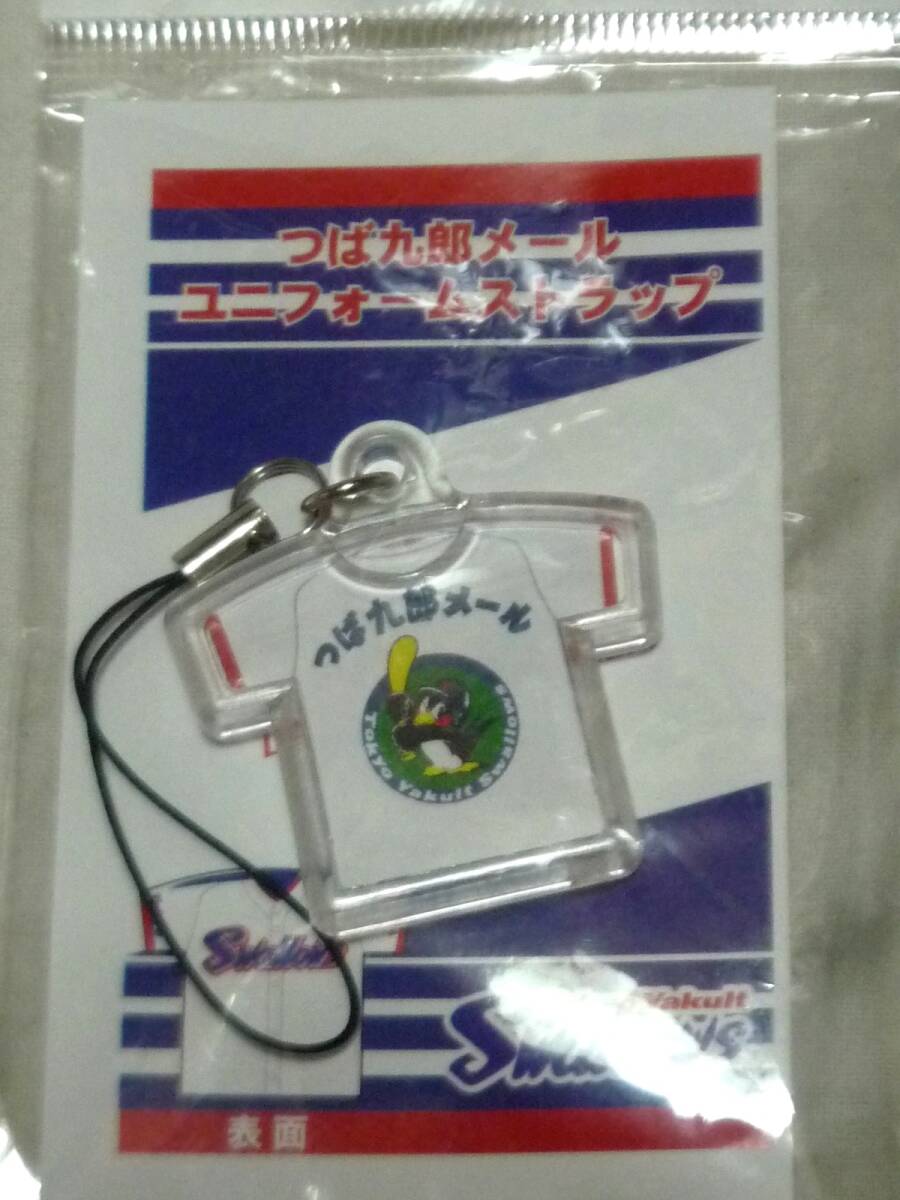 つば九郎メール
ユニフォームストラップ
つば九郎メール
Tokyo Yakult Swallows
Swallows
Yakult
Swallows
表面